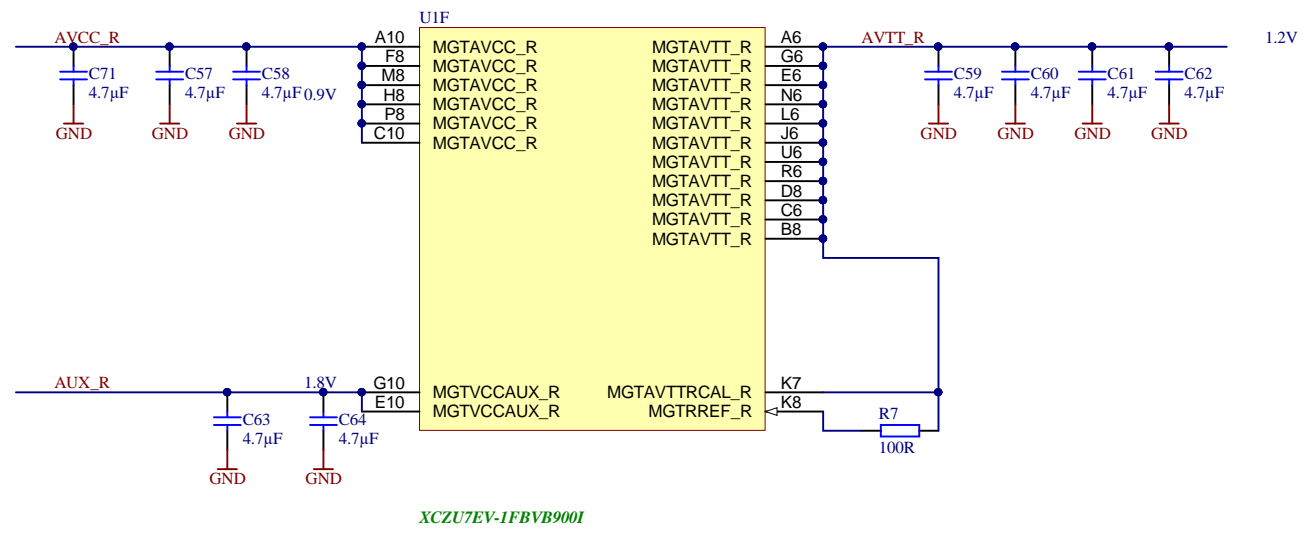 U1F
AVCC_R
A10
MGTAVCC_R
MGTAVTT_R
A6
AVTT_R
1.2V
F8
MGTAVCC_R
MGTAVTT_R
G6
M8
MGTAVCC_R
MGTAVTT_R
E6
H8
MGTAVCC_R
MGTAVTT_R
N6
P8
MGTAVCC_R
MGTAVTT_R
L6
C10
MGTAVCC_R
MGTAVTT_R
J6
MGTAVTT_R
U6
MGTAVTT_R
R6
MGTAVTT_R
D8
MGTAVTT_R
C6
MGTAVTT_R
B8
C71
4.7µF
GND
C57
4.7µF
GND
C58
4.7µF
0.9V
GND
C59
4.7µF
GND
C60
4.7µF
GND
C61
4.7µF
GND
C62
4.7µF
GND
AUX_R
1.8V
G10
MGTVCCAUX_R
MGTAVTTRCAL_R
K7
E10
MGTVCCAUX_R
MGTRREF_R
K8
C63
4.7µF
GND
C64
4.7µF
GND
R7
100R
XCZU7EV-1FBVB900I